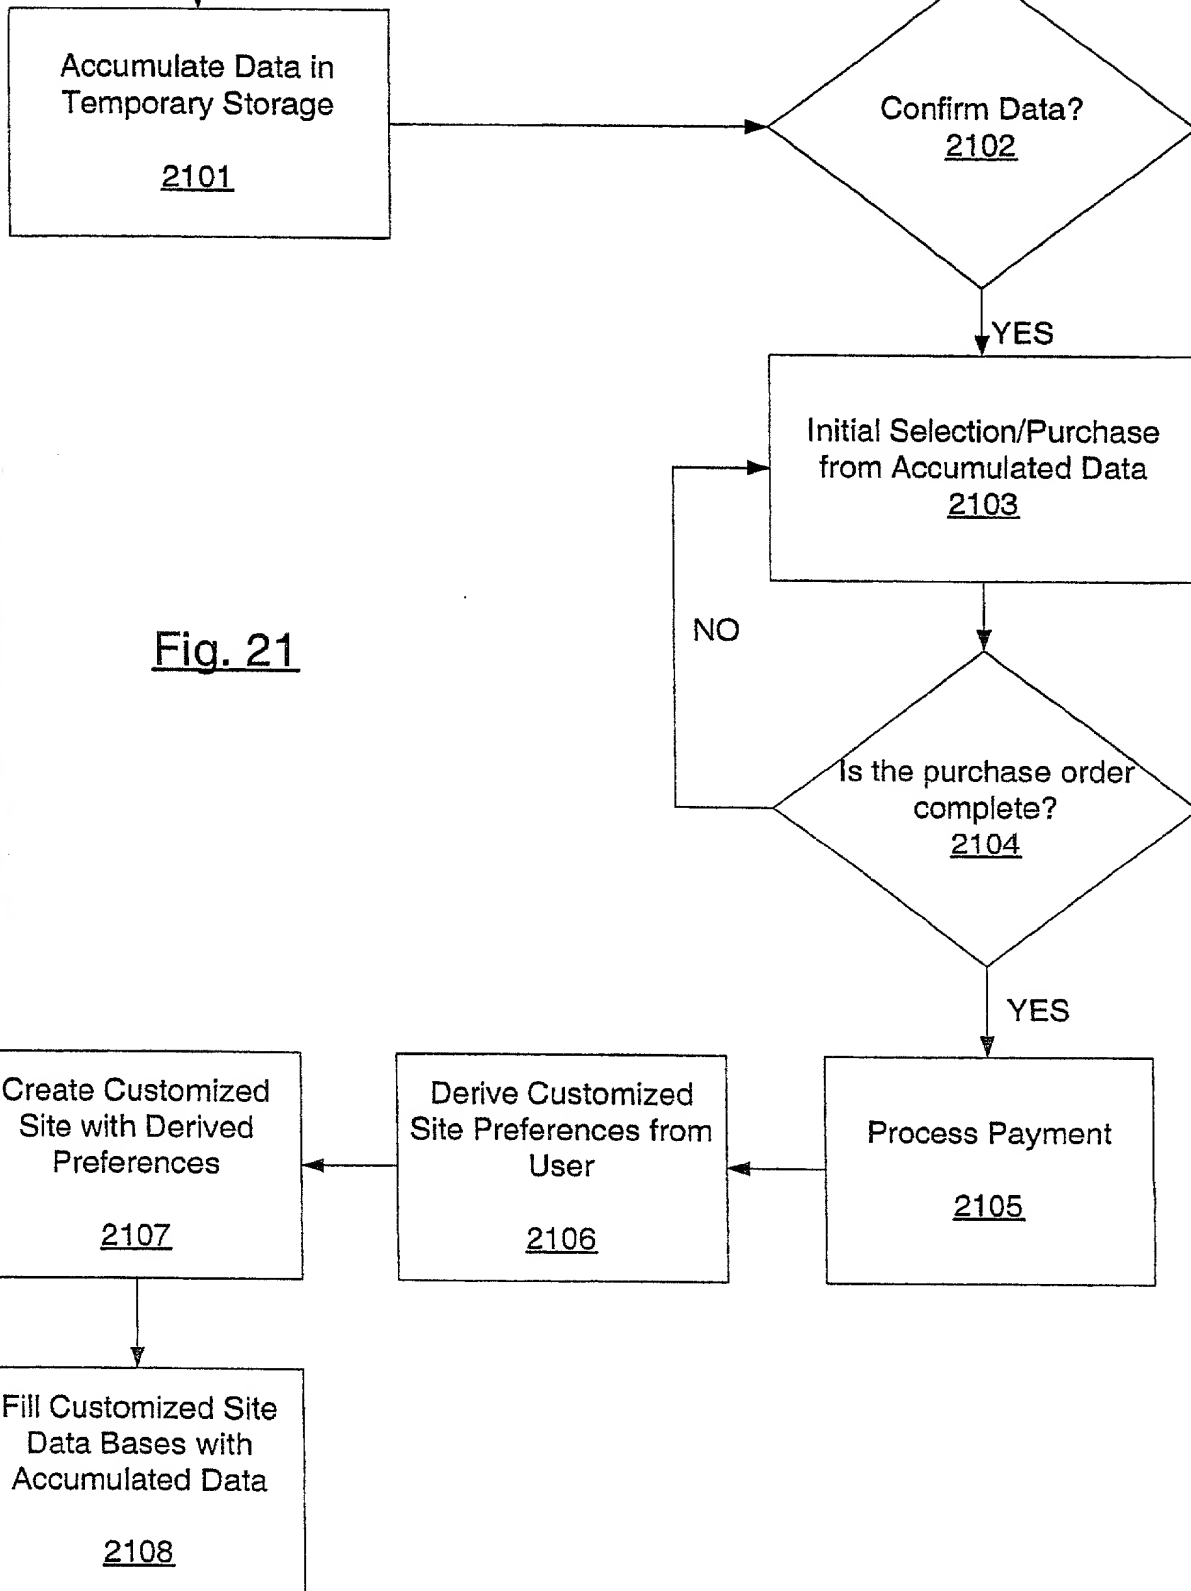 Accumulate Data in
Temporary Storage
2101
Confirm Data?
2102
YES
Initial Selection/Purchase
from Accumulated Data
2103
NO
Fig. 21
Is the purchase order
complete?
2104
YES
Create Customized
Site with Derived
Preferences
2107
Derive Customized
Site Preferences from
User
2106
Process Payment
2105
Fill Customized Site
Data Bases with
Accumulated Data
2108